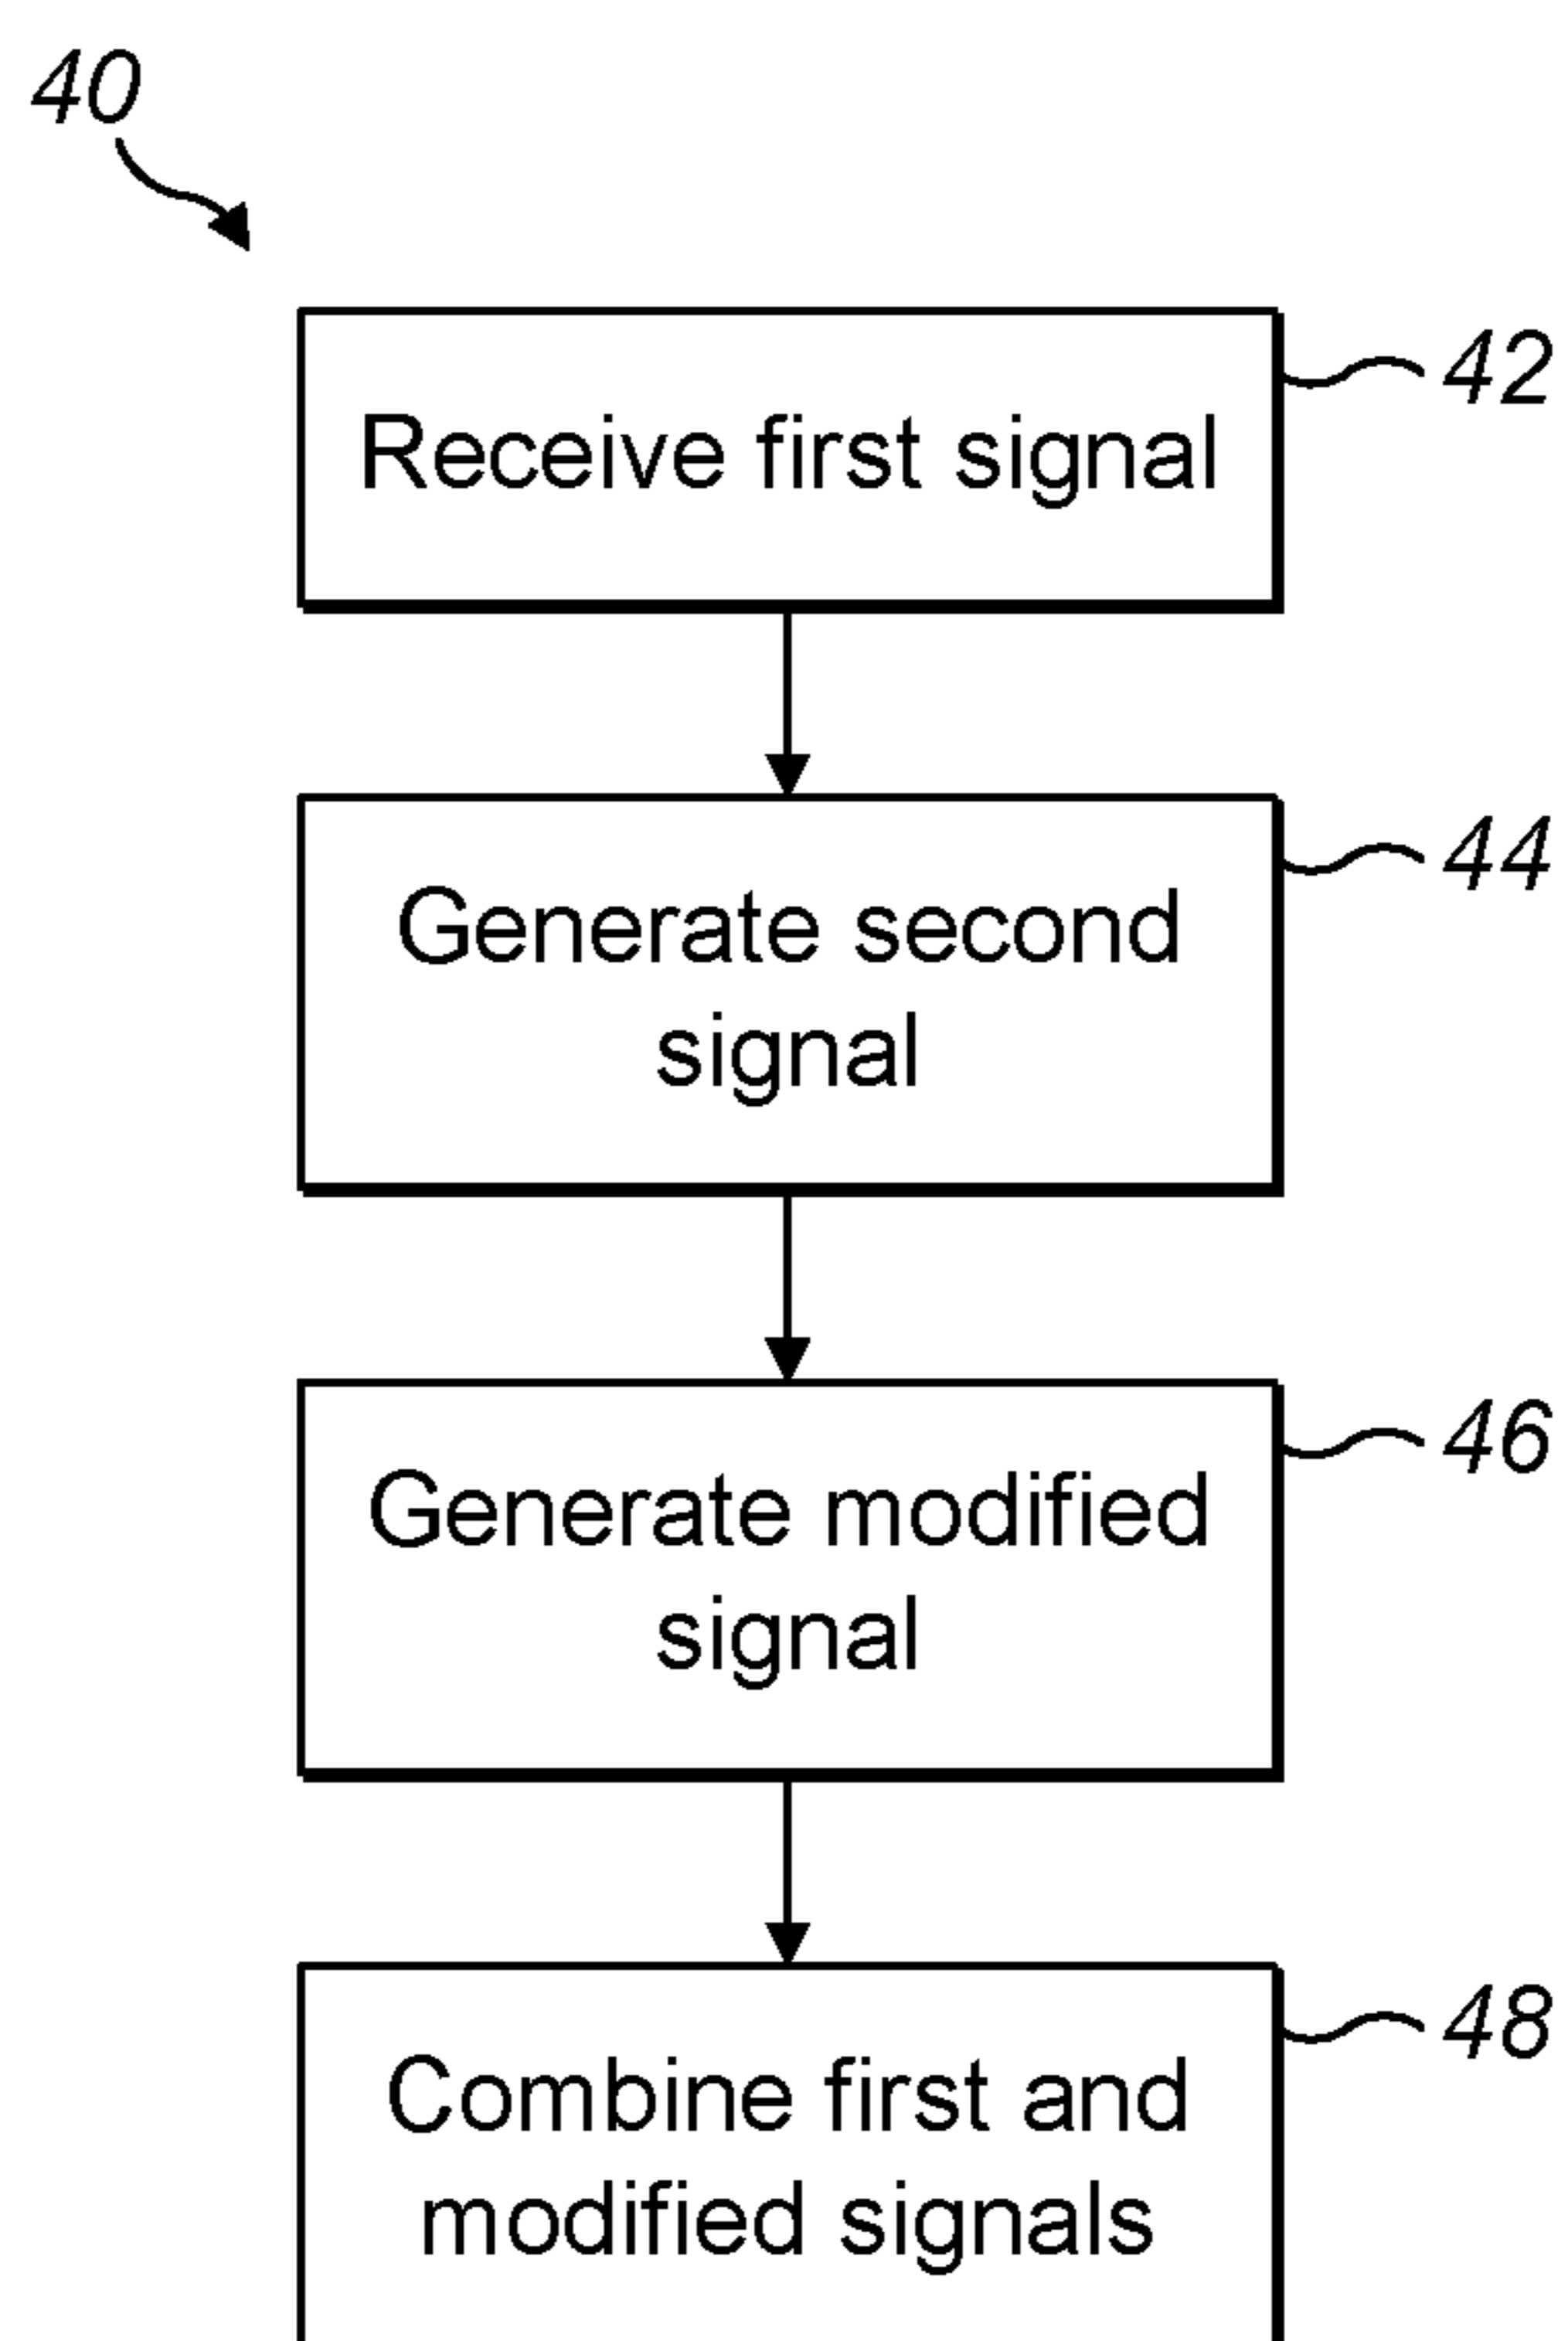 40
Receive first signal
42
Generate second
signal
44
Generate modified
signal
46
Combine first and
modified signals
48